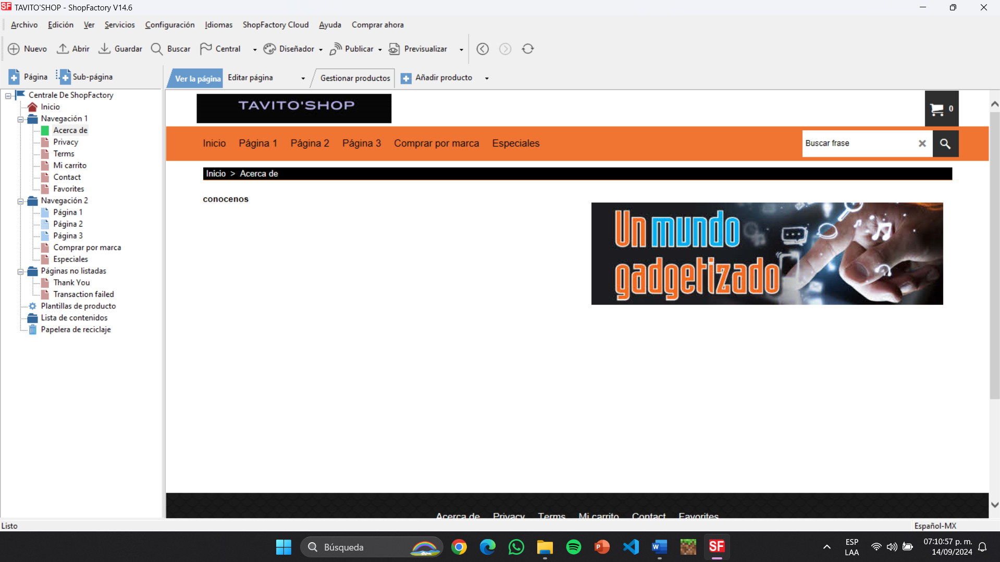 SF TAVITO'SHOP - ShopFactory V14.6
Archivo Edición Ver Servicios Configuración Idiomas ShopFactory Cloud Ayuda Comprar ahora
Nuevo Abrir Guardar Buscar Central Diseñador Publicar Previsualizar
Página Sub-página
Ver la página Editar página Gestionar productos Añadir producto
Centrale De ShopFactory
Inicio
Navegación 1
Acerca de
Privacy
Terms
Mi carrito
Contact
Favorites
Navegación 2
Página 1
Página 2
Página 3
Comprar por marca
Especiales
Páginas no listadas
Thank You
Transaction failed
Plantillas de producto
Lista de contenidos
Papelera de reciclaje
TAVITO'SHOP
0
Inicio Página 1 Página 2 Página 3 Comprar por marca Especiales
Buscar frase
Inicio > Acerca de
conocenos
Un mundo
gadgetizado
Acerca de Privacy Terms Mi carrito Contact Favorites
Listo
Español-MX
Búsqueda
P
W
SF
ESP
LAA
07:10:57 p. m.
14/09/2024